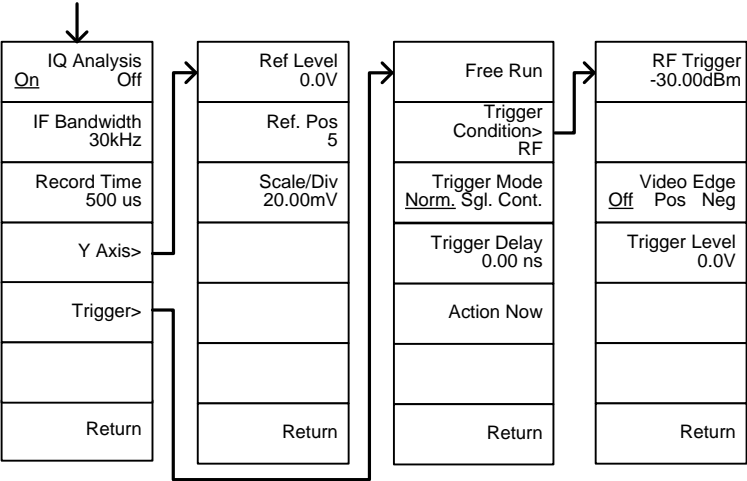 IQ Analysis
On Off
IF Bandwidth
30kHz
Record Time
500 us
Y Axis>
Trigger>
Return
Ref Level
0.0V
Ref. Pos
5
Scale/Div
20.00mV
Return
Free Run
Trigger
Condition>
RF
Trigger Mode
Norm. Sgl. Cont.
Trigger Delay
0.00 ns
Action Now
Return
RF Trigger
-30.00dBm
Video Edge
Off Pos Neg
Trigger Level
0.0V
Return